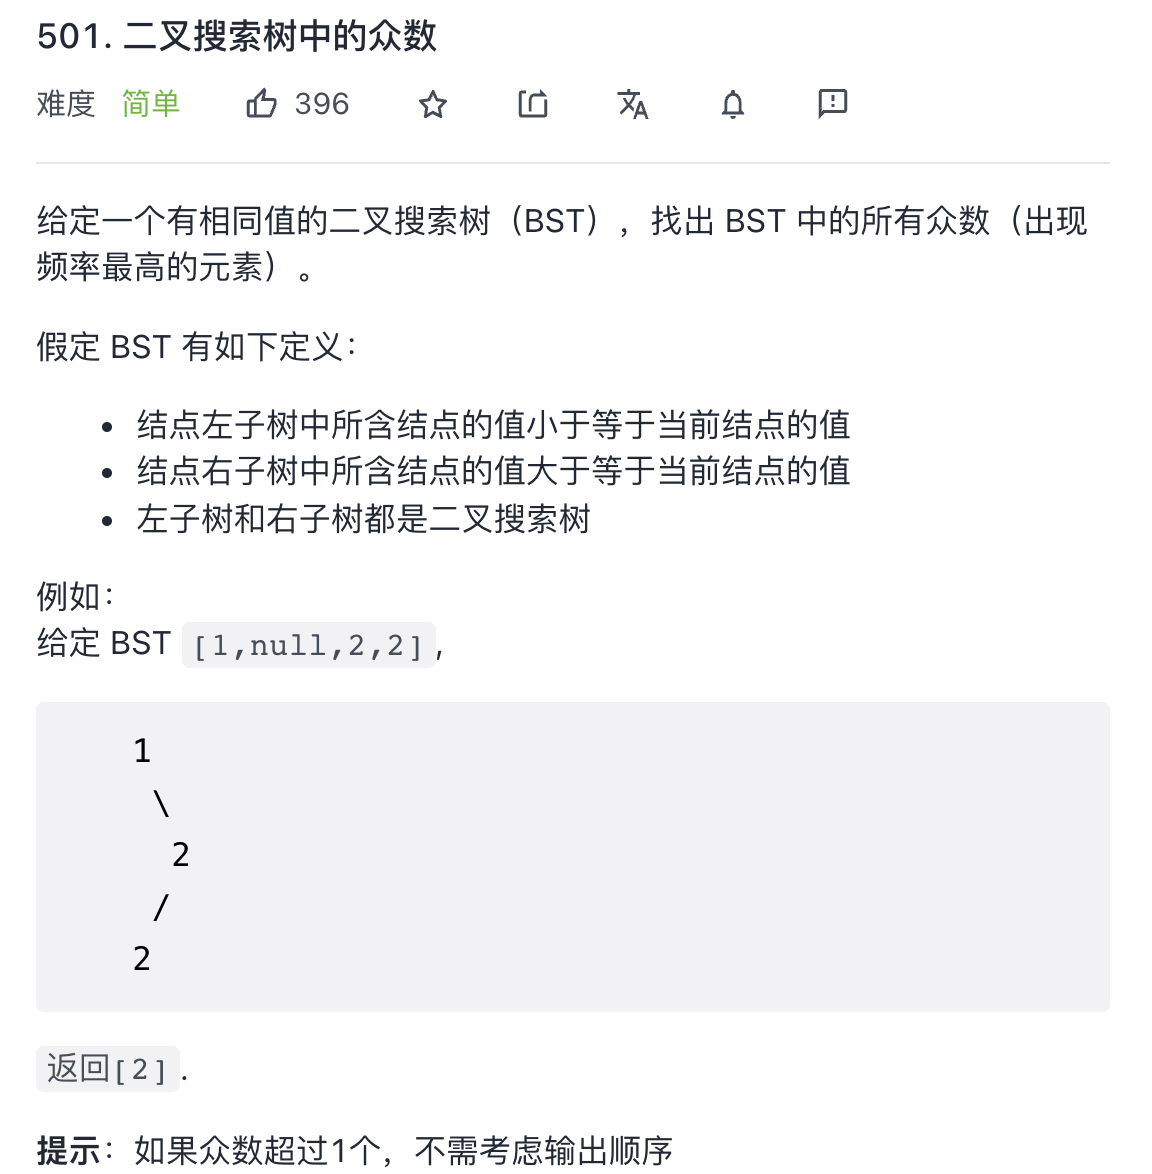 501. 二叉搜索树中的众数
难度 简单 396
给定一个有相同值的二叉搜索树（BST），找出 BST 中的所有众数（出现
频率最高的元素）。
假定 BST 有如下定义：
• 结点左子树中所含结点的值小于等于当前结点的值
• 结点右子树中所含结点的值大于等于当前结点的值
• 左子树和右子树都是二叉搜索树
例如：
给定 BST [1,null,2,2],
1
\
2
/
2
返回[2].
提示：如果众数超过1个，不需考虑输出顺序